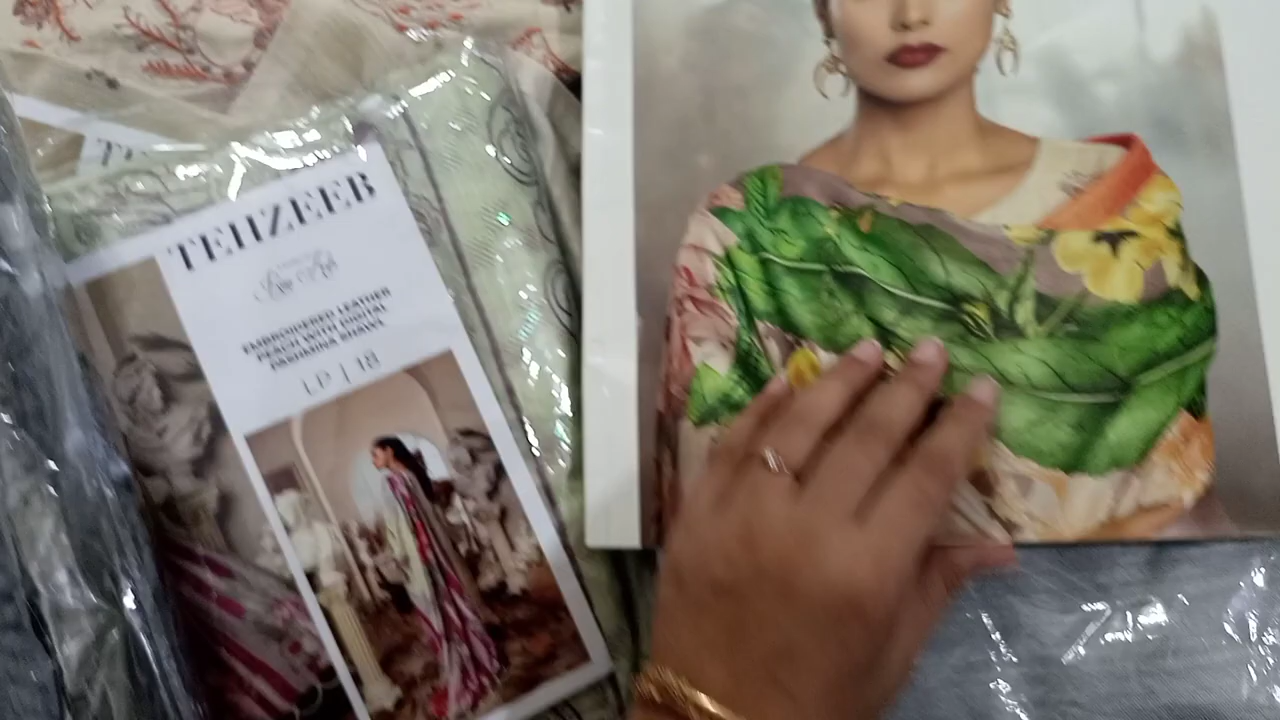 TEHZEEB
EMBROIDERED LEATHER
PEACH WITH DIGITAL
PASHMINA SHAWL
LP | 18